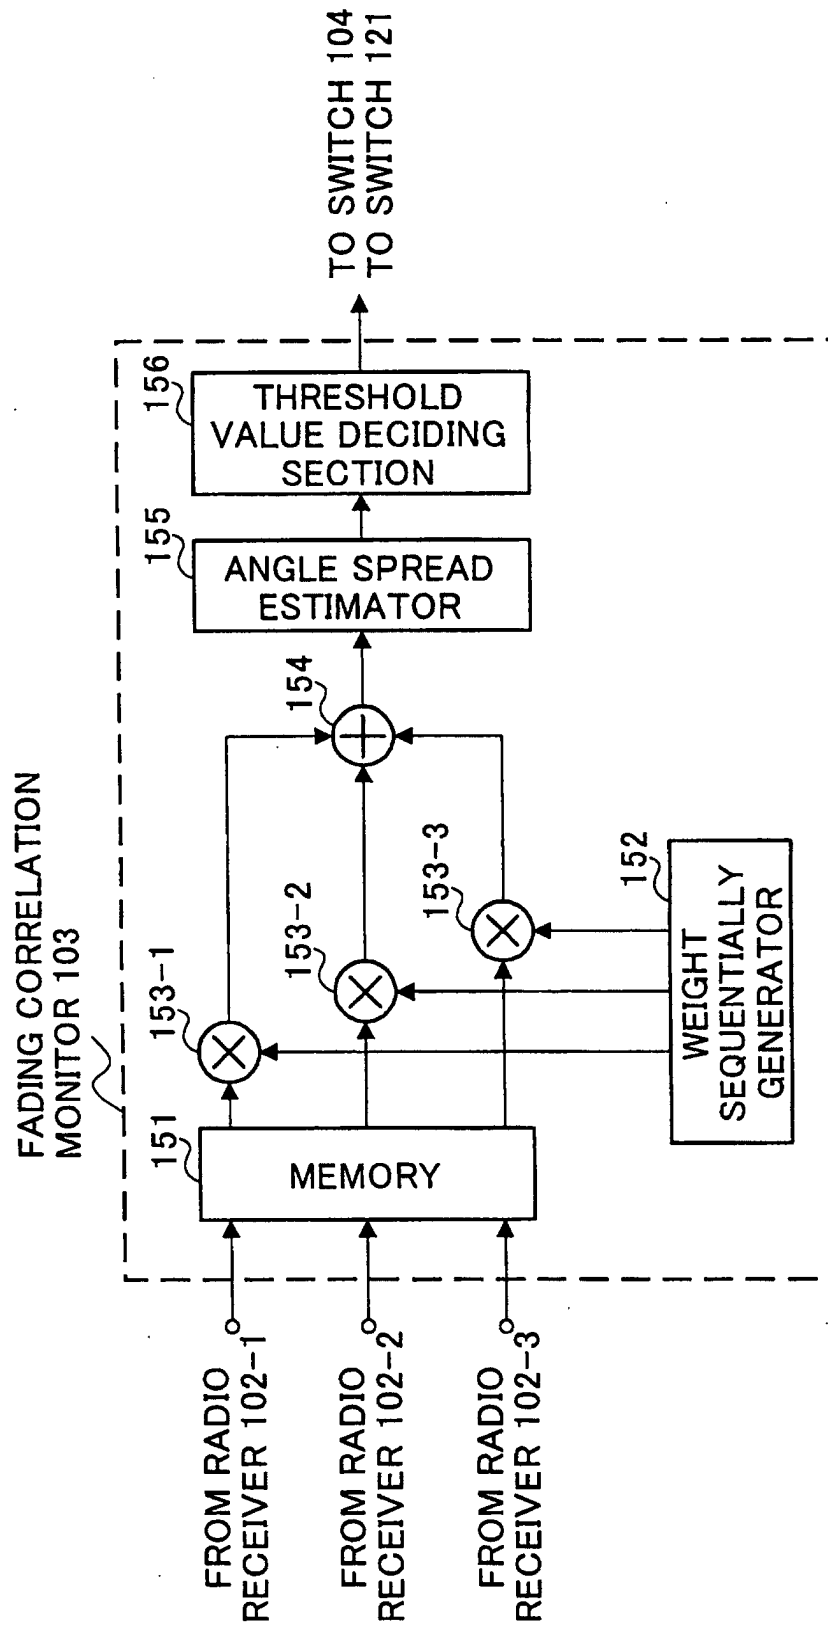 FADING CORRELATION
MONITOR 103
FROM RADIO
RECEIVER 102-1
FROM RADIO
RECEIVER 102-2
FROM RADIO
RECEIVER 102-3
151
MEMORY
153-1
153-2
153-3
152
WEIGHT
SEQUENTIALLY
GENERATOR
154
155
ANGLE SPREAD
ESTIMATOR
156
THRESHOLD
VALUE DECIDING
SECTION
TO SWITCH 104
TO SWITCH 121